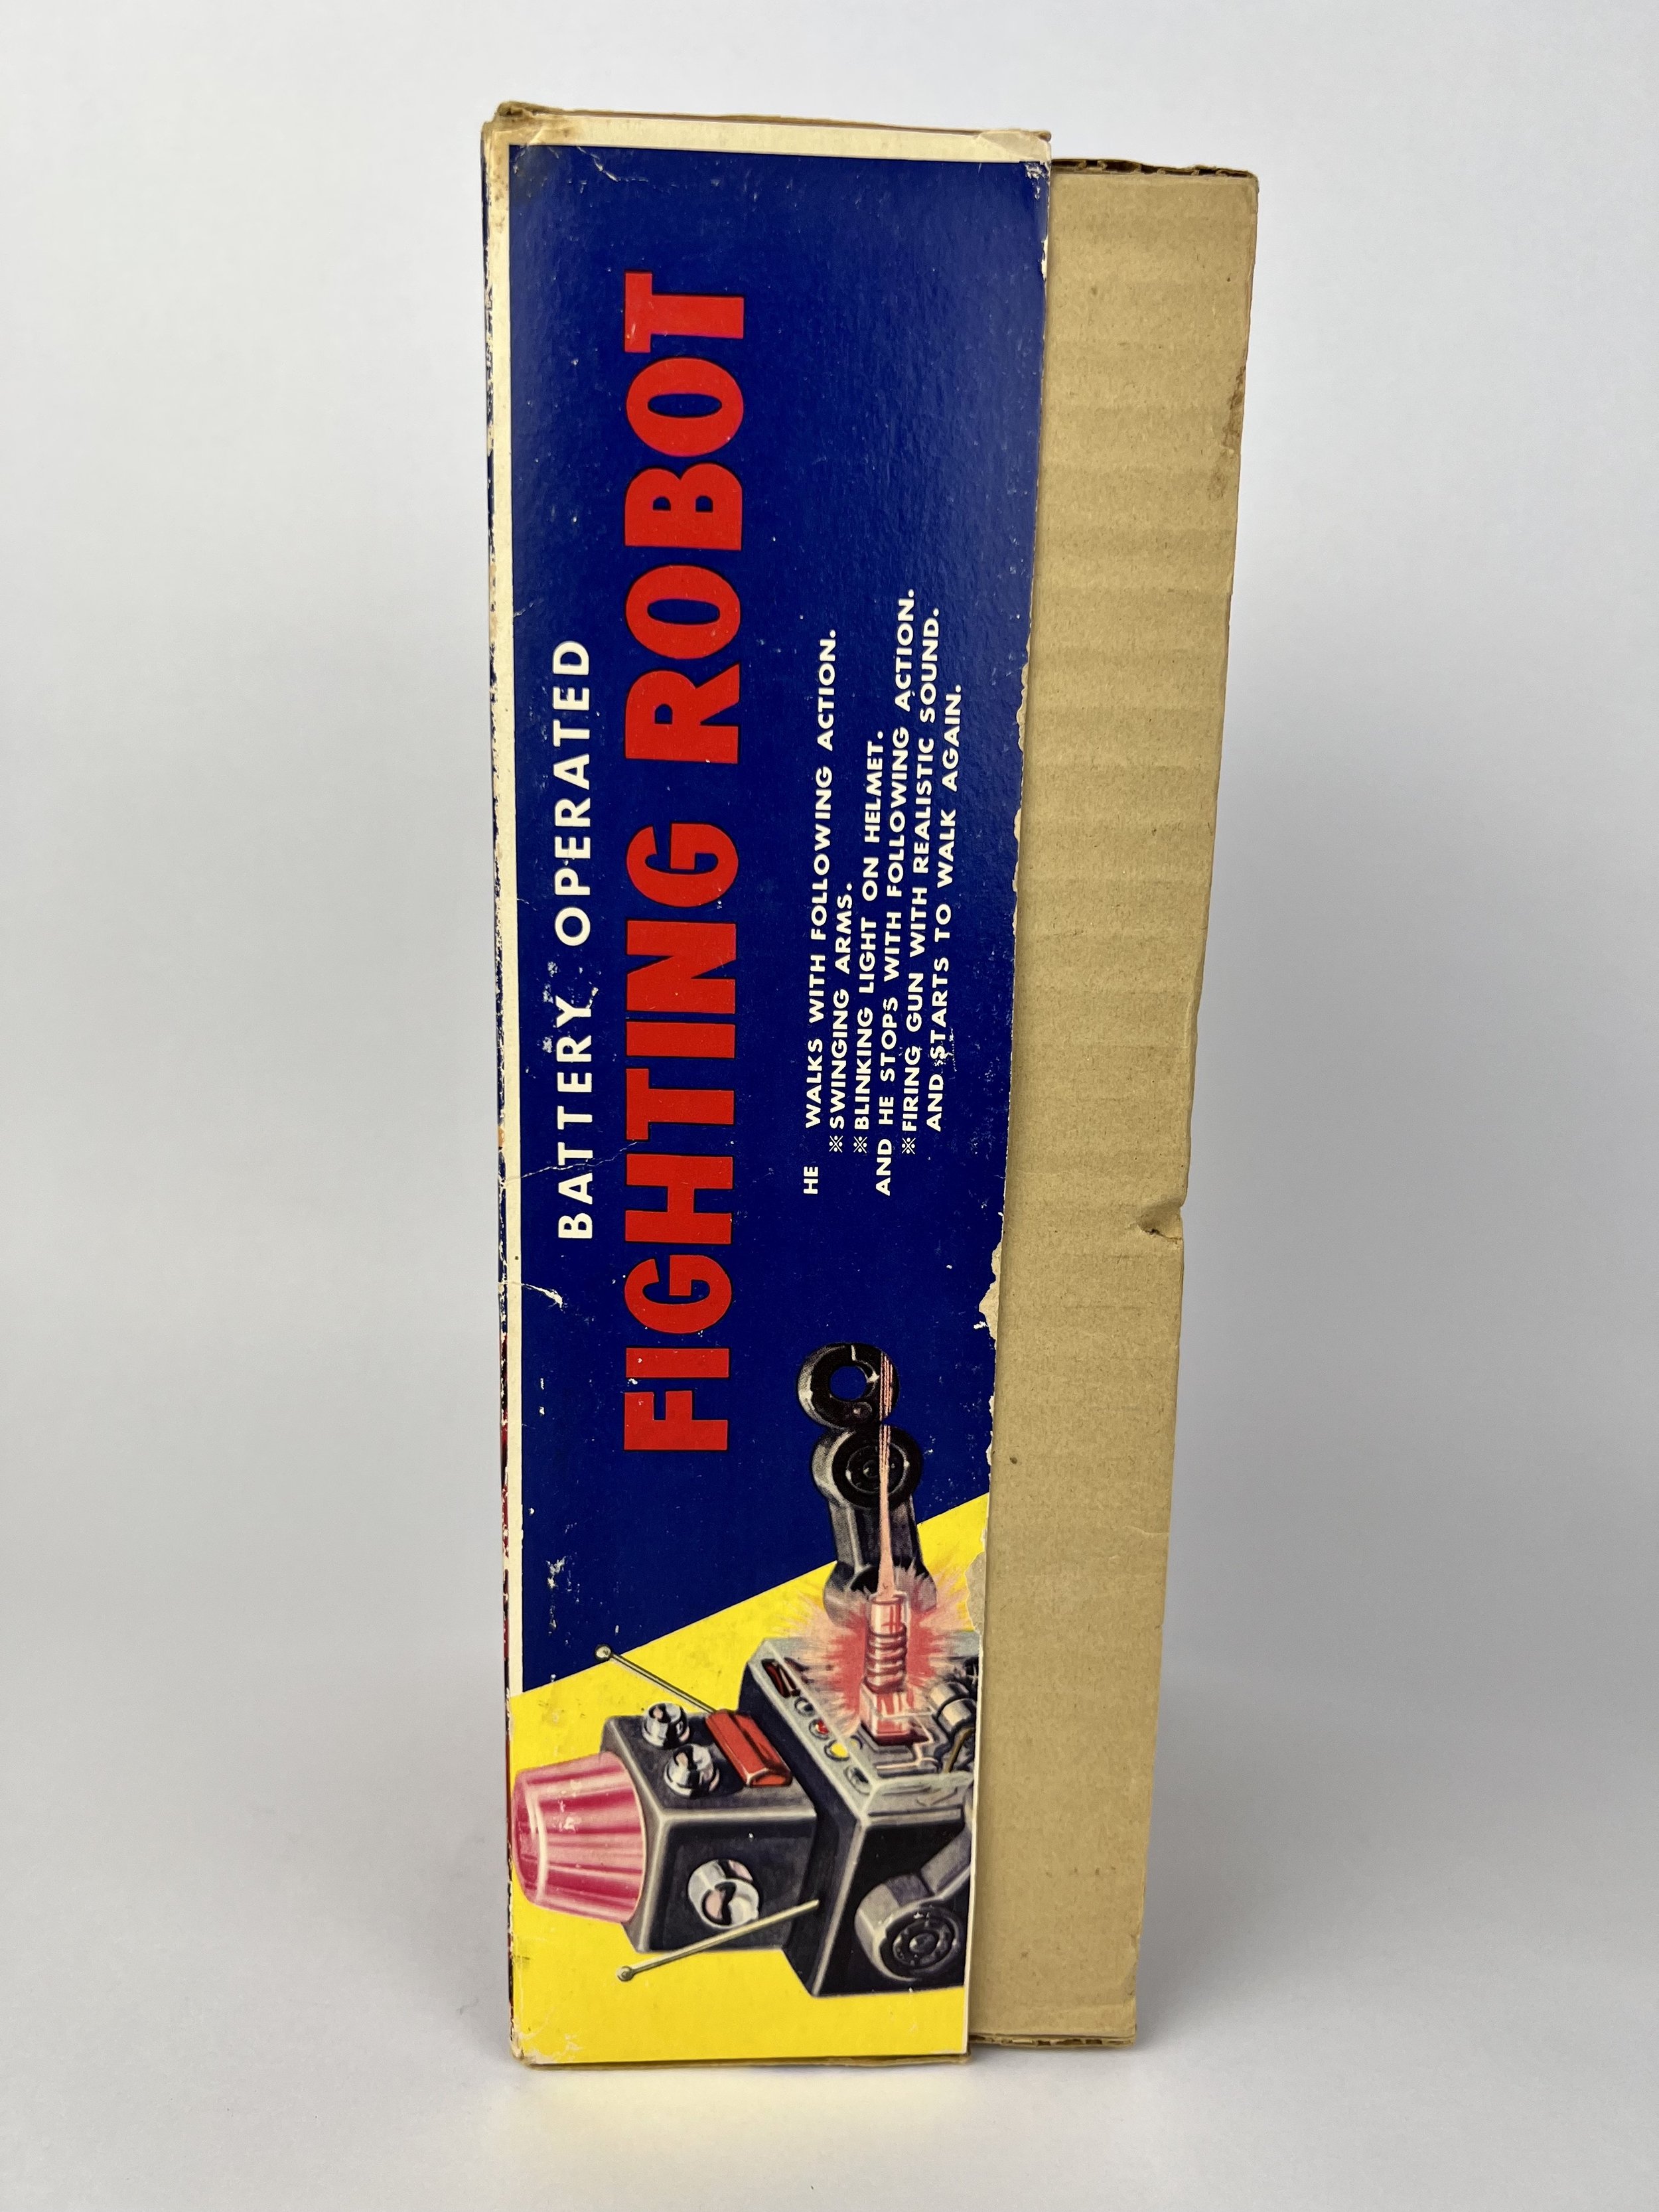 BATTERY OPERATED
FIGHTING ROBOT
HE WALKS WITH FOLLOWING ACTION.
※SWINGING ARMS.
※BLINKING LIGHT ON HELMET.
AND HE STOPS WITH FOLLOWING ACTION.
※FIRING GUN WITH REALISTIC SOUND.
AND STARTS TO WALK AGAIN.